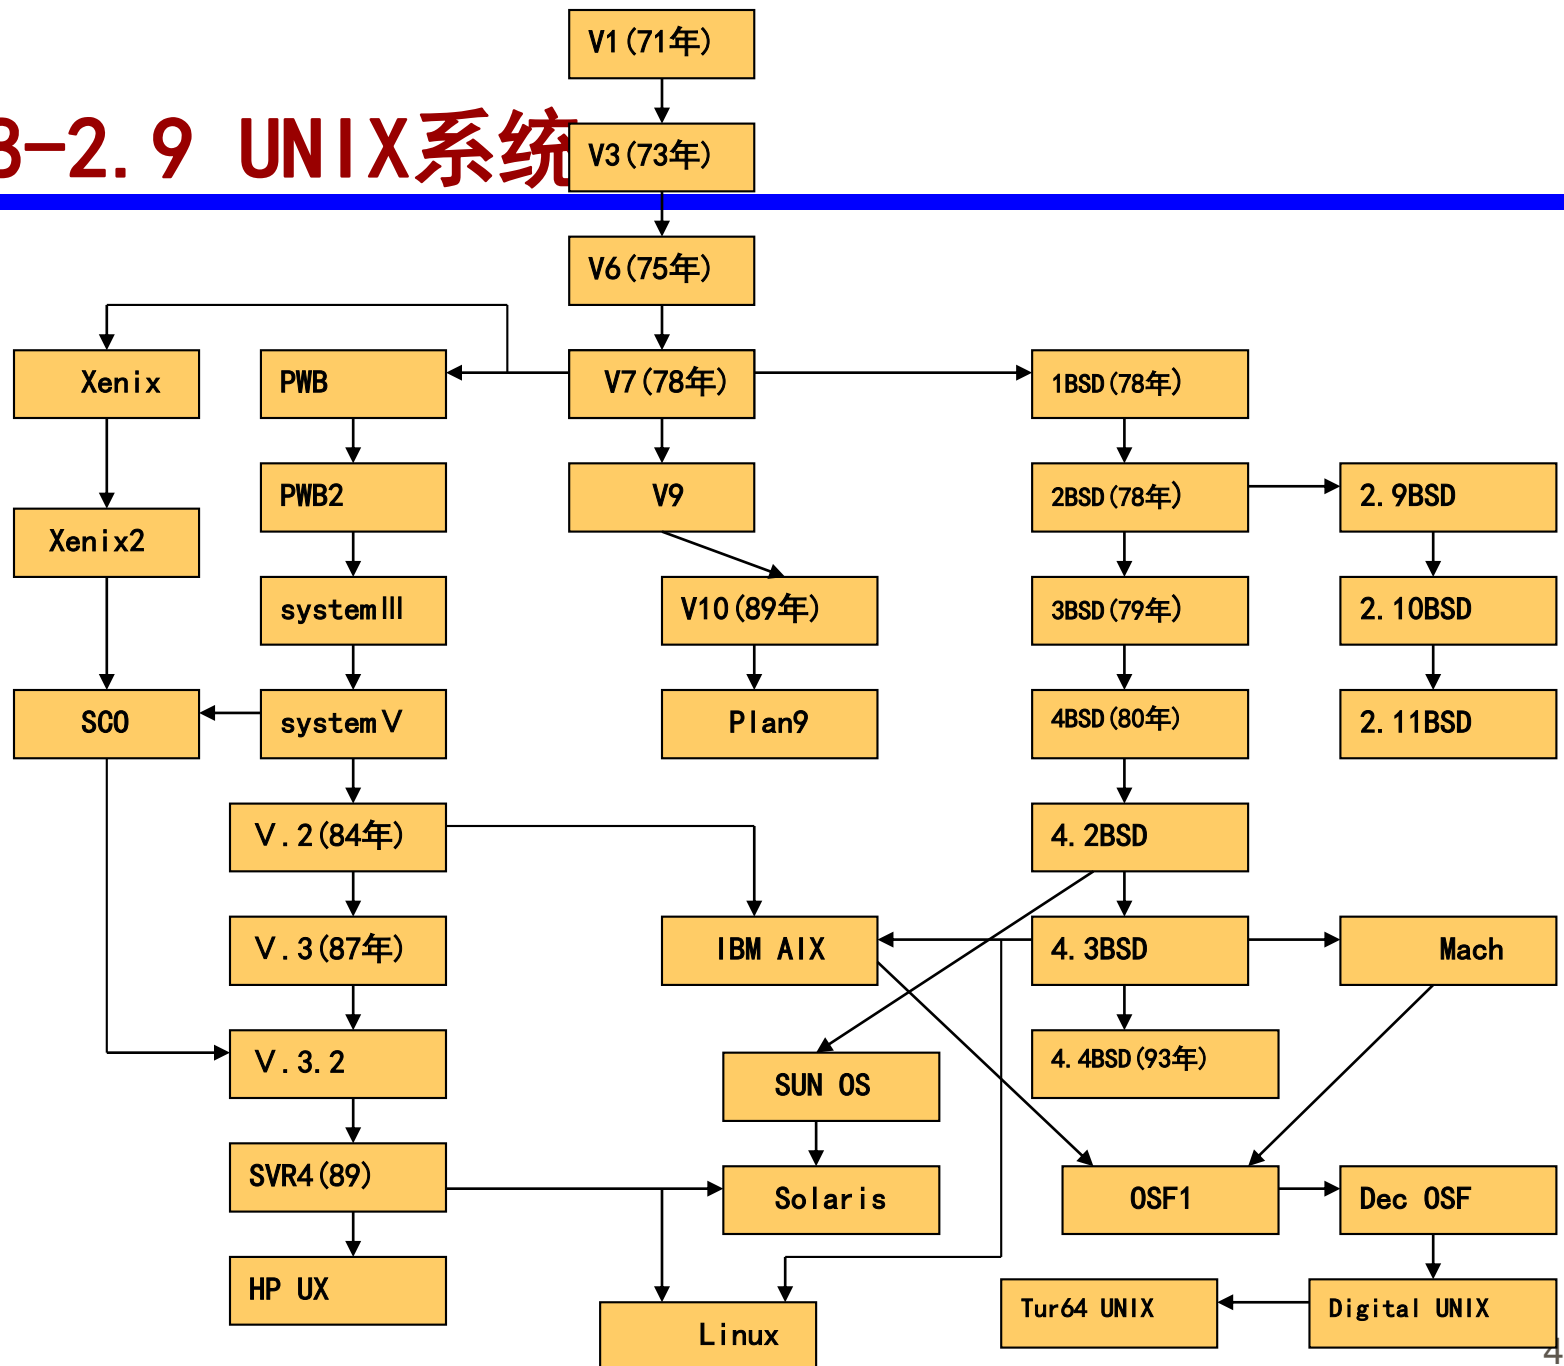 V1(71年)
3-2.9 UNIX系统
V3(73年)
V6(75年)
Xenix
PWB
V7(78年)
1BSD(78年)
PWB2
V9
2BSD(78年)
2.9BSD
Xenix2
systemⅢ
V10(89年)
3BSD(79年)
2.10BSD
SCO
systemⅤ
Plan9
4BSD(80年)
2.11BSD
Ⅴ.2(84年)
4.2BSD
Ⅴ.3(87年)
IBM AIX
4.3BSD
Mach
Ⅴ.3.2
SUN OS
4.4BSD(93年)
SVR4(89)
Solaris
OSF1
Dec OSF
HP UX
Linux
Tur64 UNIX
Digital UNIX
4